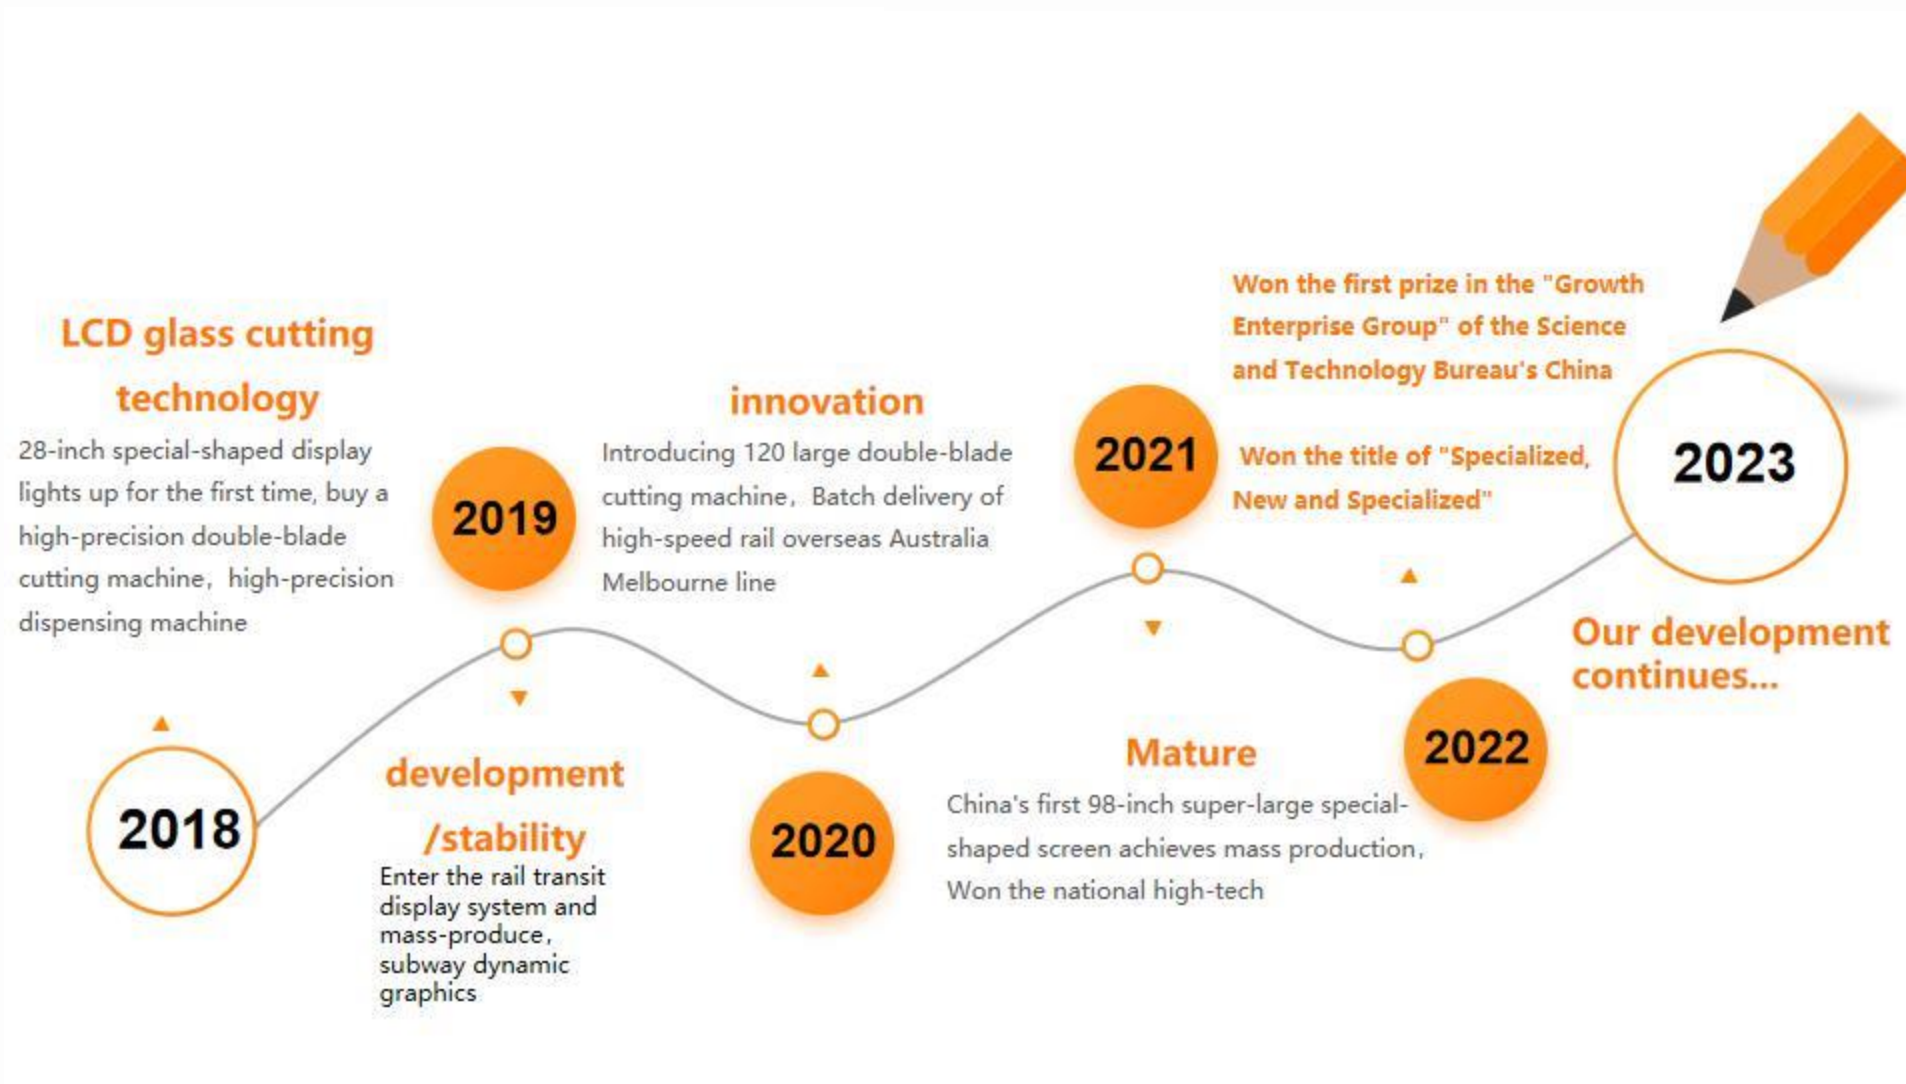 LCD glass cutting
technology
28-inch special-shaped display
lights up for the first time, buy a
high-precision double-blade
cutting machine, high-precision
dispensing machine
2018
2019
development
/stability
Enter the rail transit
display system and
mass-produce,
subway dynamic
graphics
innovation
Introducing 120 large double-blade
cutting machine, Batch delivery of
high-speed rail overseas Australia
Melbourne line
2020
2021
Mature
China's first 98-inch super-large special-
shaped screen achieves mass production,
Won the national high-tech
Won the first prize in the "Growth
Enterprise Group" of the Science
and Technology Bureau's China
Won the title of "Specialized,
New and Specialized"
2022
2023
Our development
continues...